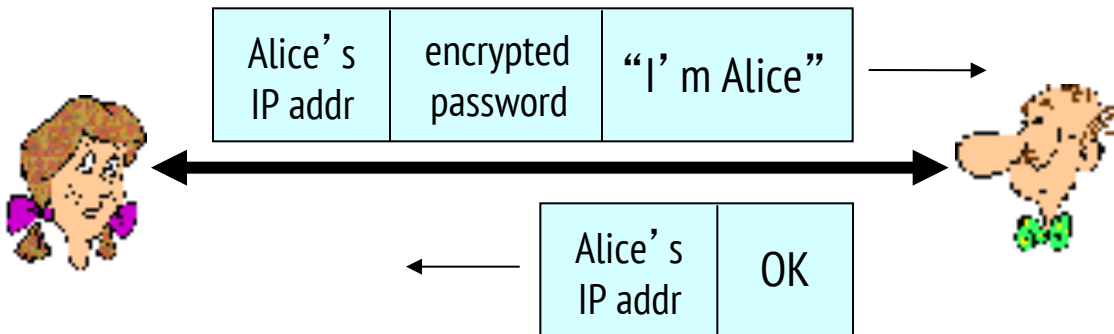 Alice’s
IP addr
encrypted
password
“I’m Alice”
Alice’s
IP addr
OK